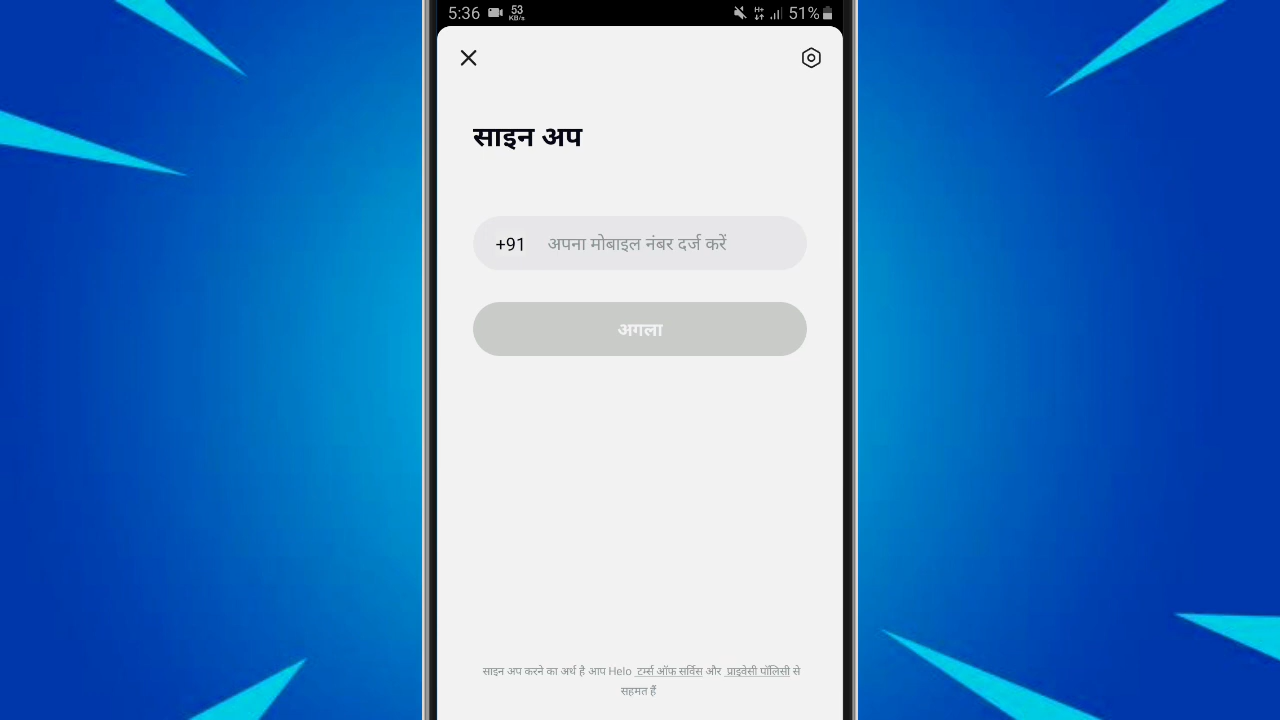 5:36 53 KB/s H+ 51%
साइन अप
+91 अपना मोबाइल नंबर दर्ज करें
अगला
साइन अप करने का अर्थ है आप Helo टर्म्स ऑफ सर्विस और प्राइवेसी पॉलिसी से
सहमत हैं